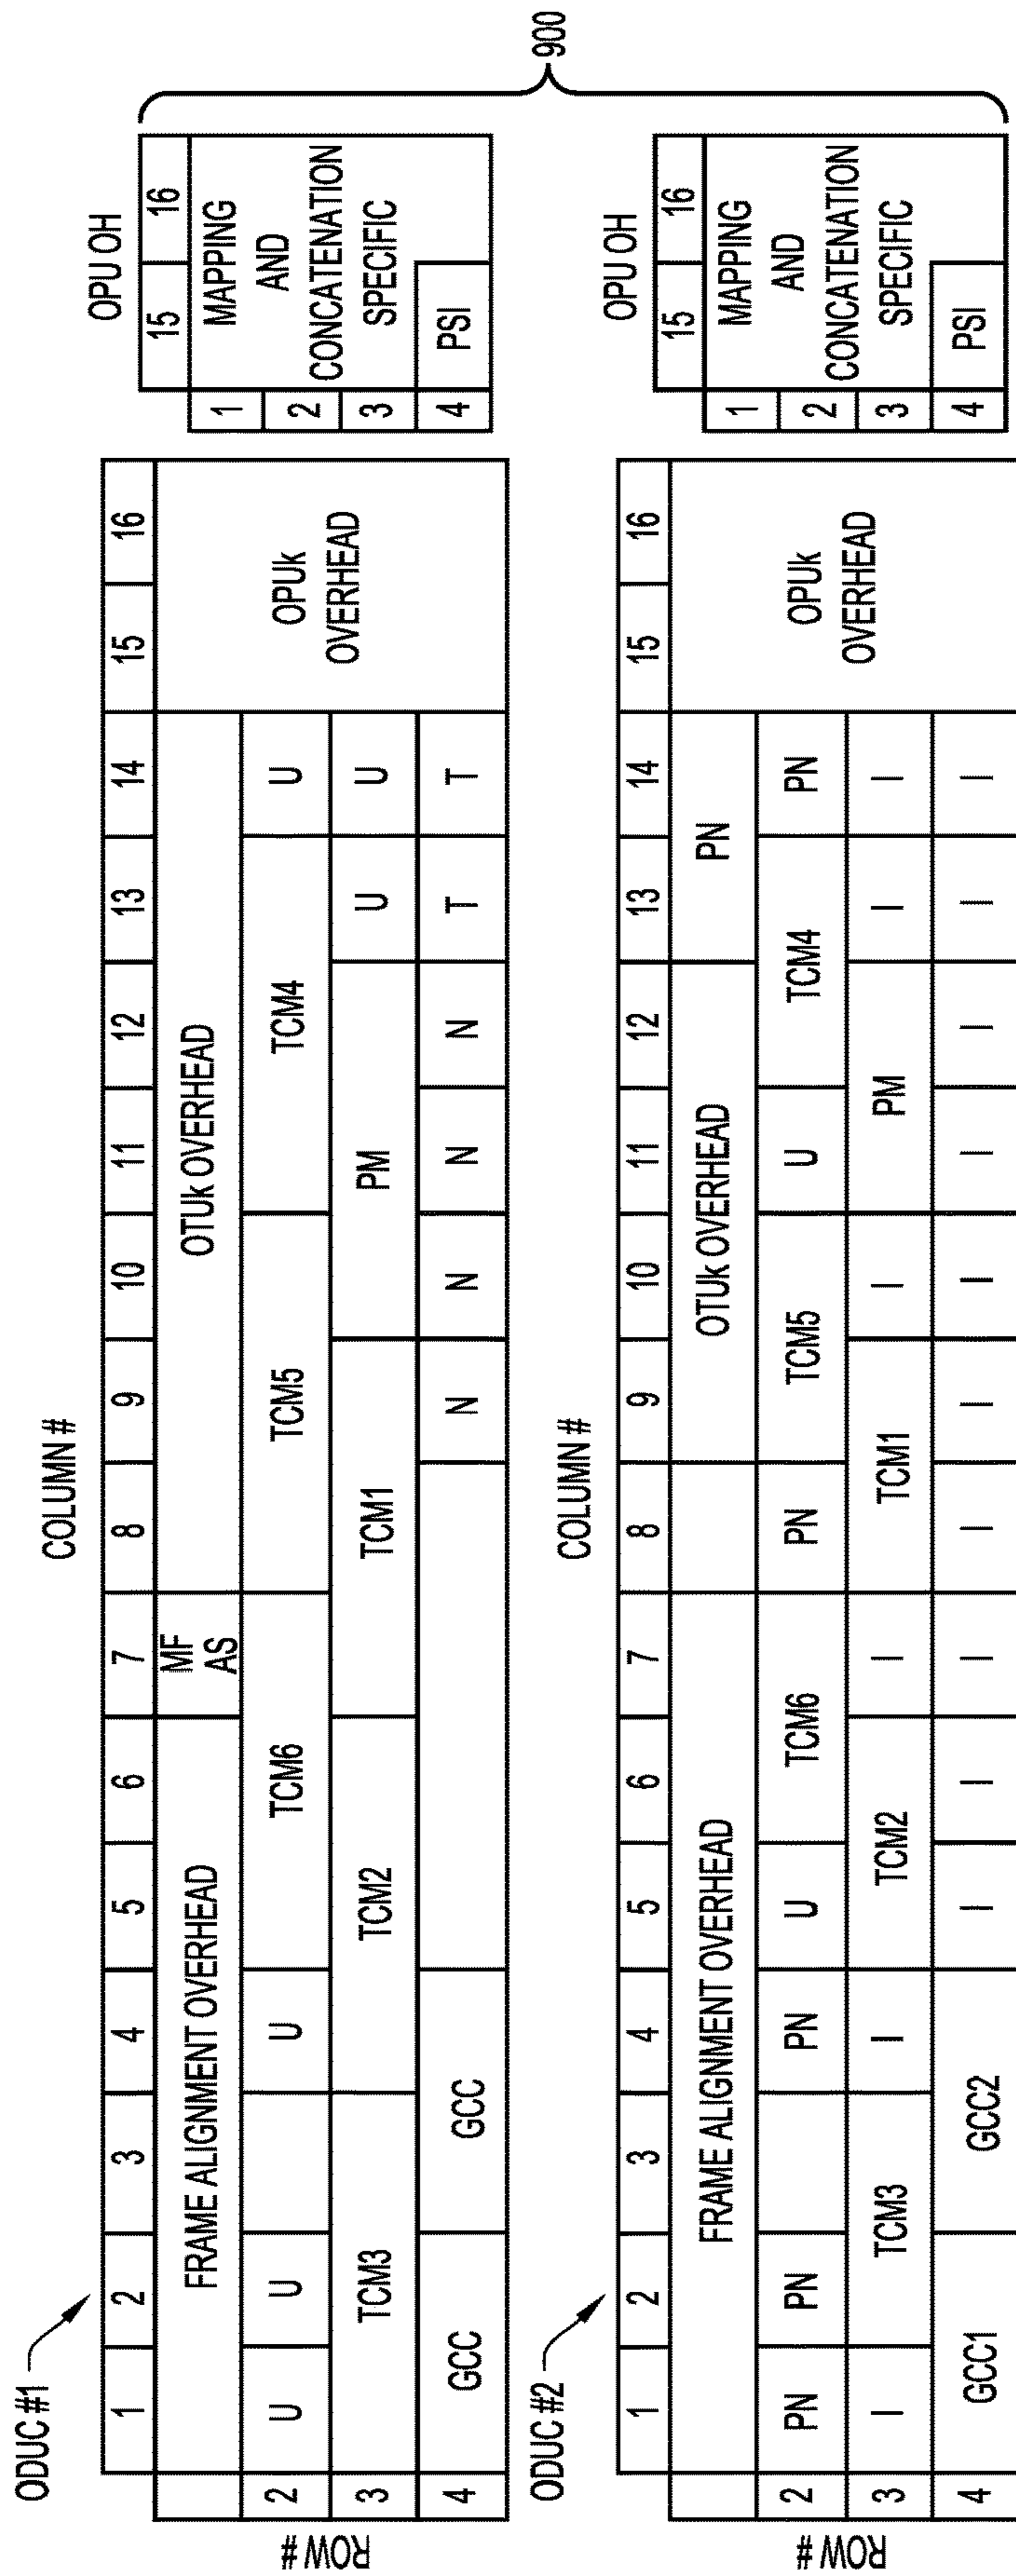 ODUC #1
COLUMN #
1 2 3 4 5 6 7 8 9 10 11 12 13 14 15 16
FRAME ALIGNMENT OVERHEAD MF OTUk OVERHEAD
AS
ROW #
2 U U U TCM6 TCM5 TCM4 U
3 TCM3 TCM2 TCM1 PM U U
4 GCC GCC N N N N T T
OPUk
OVERHEAD
OPU OH
15 16
1 MAPPING
AND
2 CONCATENATION
3 SPECIFIC
4 PSI
ODUC #2
COLUMN #
1 2 3 4 5 6 7 8 9 10 11 12 13 14 15 16
FRAME ALIGNMENT OVERHEAD OTUk OVERHEAD PN
ROW #
2 PN PN PN U TCM6 PN TCM5 U TCM4 PN
3 I TCM3 I TCM2 I TCM1 I PM I I
4 GCC1 GCC2 I I I I I I I I I I
OPUk
OVERHEAD
OPU OH
15 16
1 MAPPING
AND
2 CONCATENATION
3 SPECIFIC
4 PSI
900